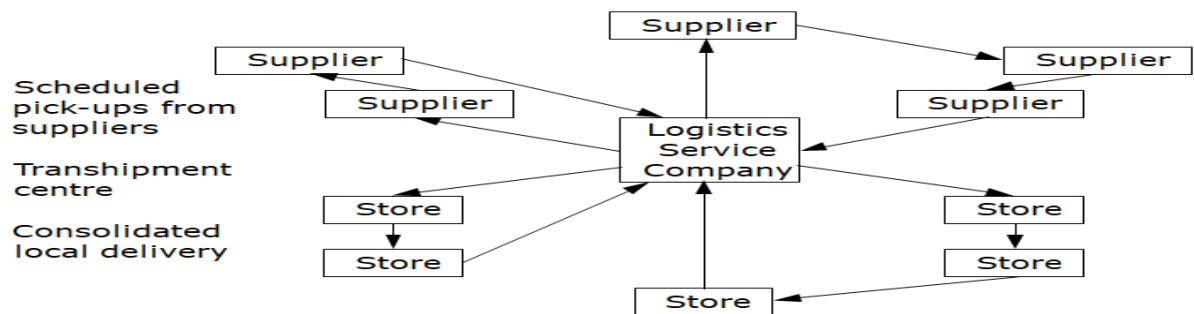 Supplier
Supplier
Supplier
Scheduled
pick-ups from
suppliers
Supplier
Supplier
Logistics
Service
Company
Transhipment
centre
Store
Store
Consolidated
local delivery
Store
Store
Store